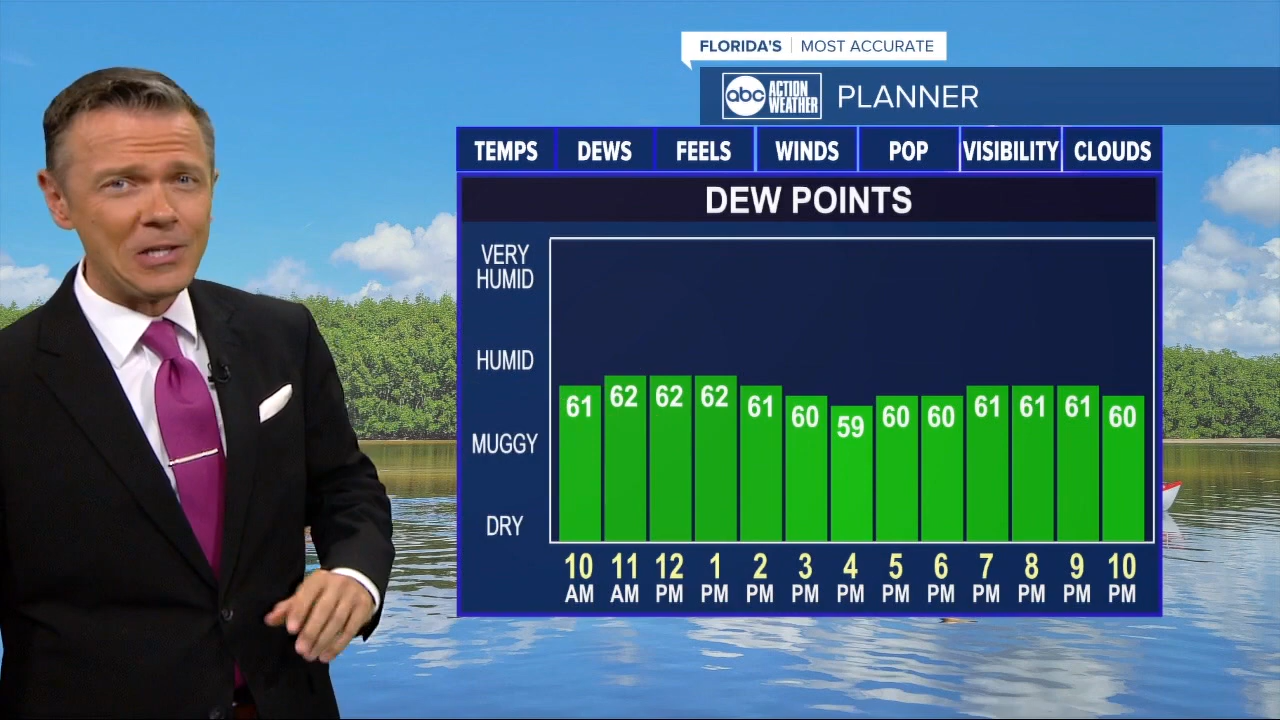 FLORIDA'S MOST ACCURATE
abc ACTION WEATHER PLANNER
TEMPS DEWS FEELS WINDS POP VISIBILITY CLOUDS
DEW POINTS
VERY HUMID
HUMID
MUGGY
DRY
61 62 62 62 61 60 59 60 60 61 61 61 60
10 AM 11 AM 12 PM 1 PM 2 PM 3 PM 4 PM 5 PM 6 PM 7 PM 8 PM 9 PM 10 PM